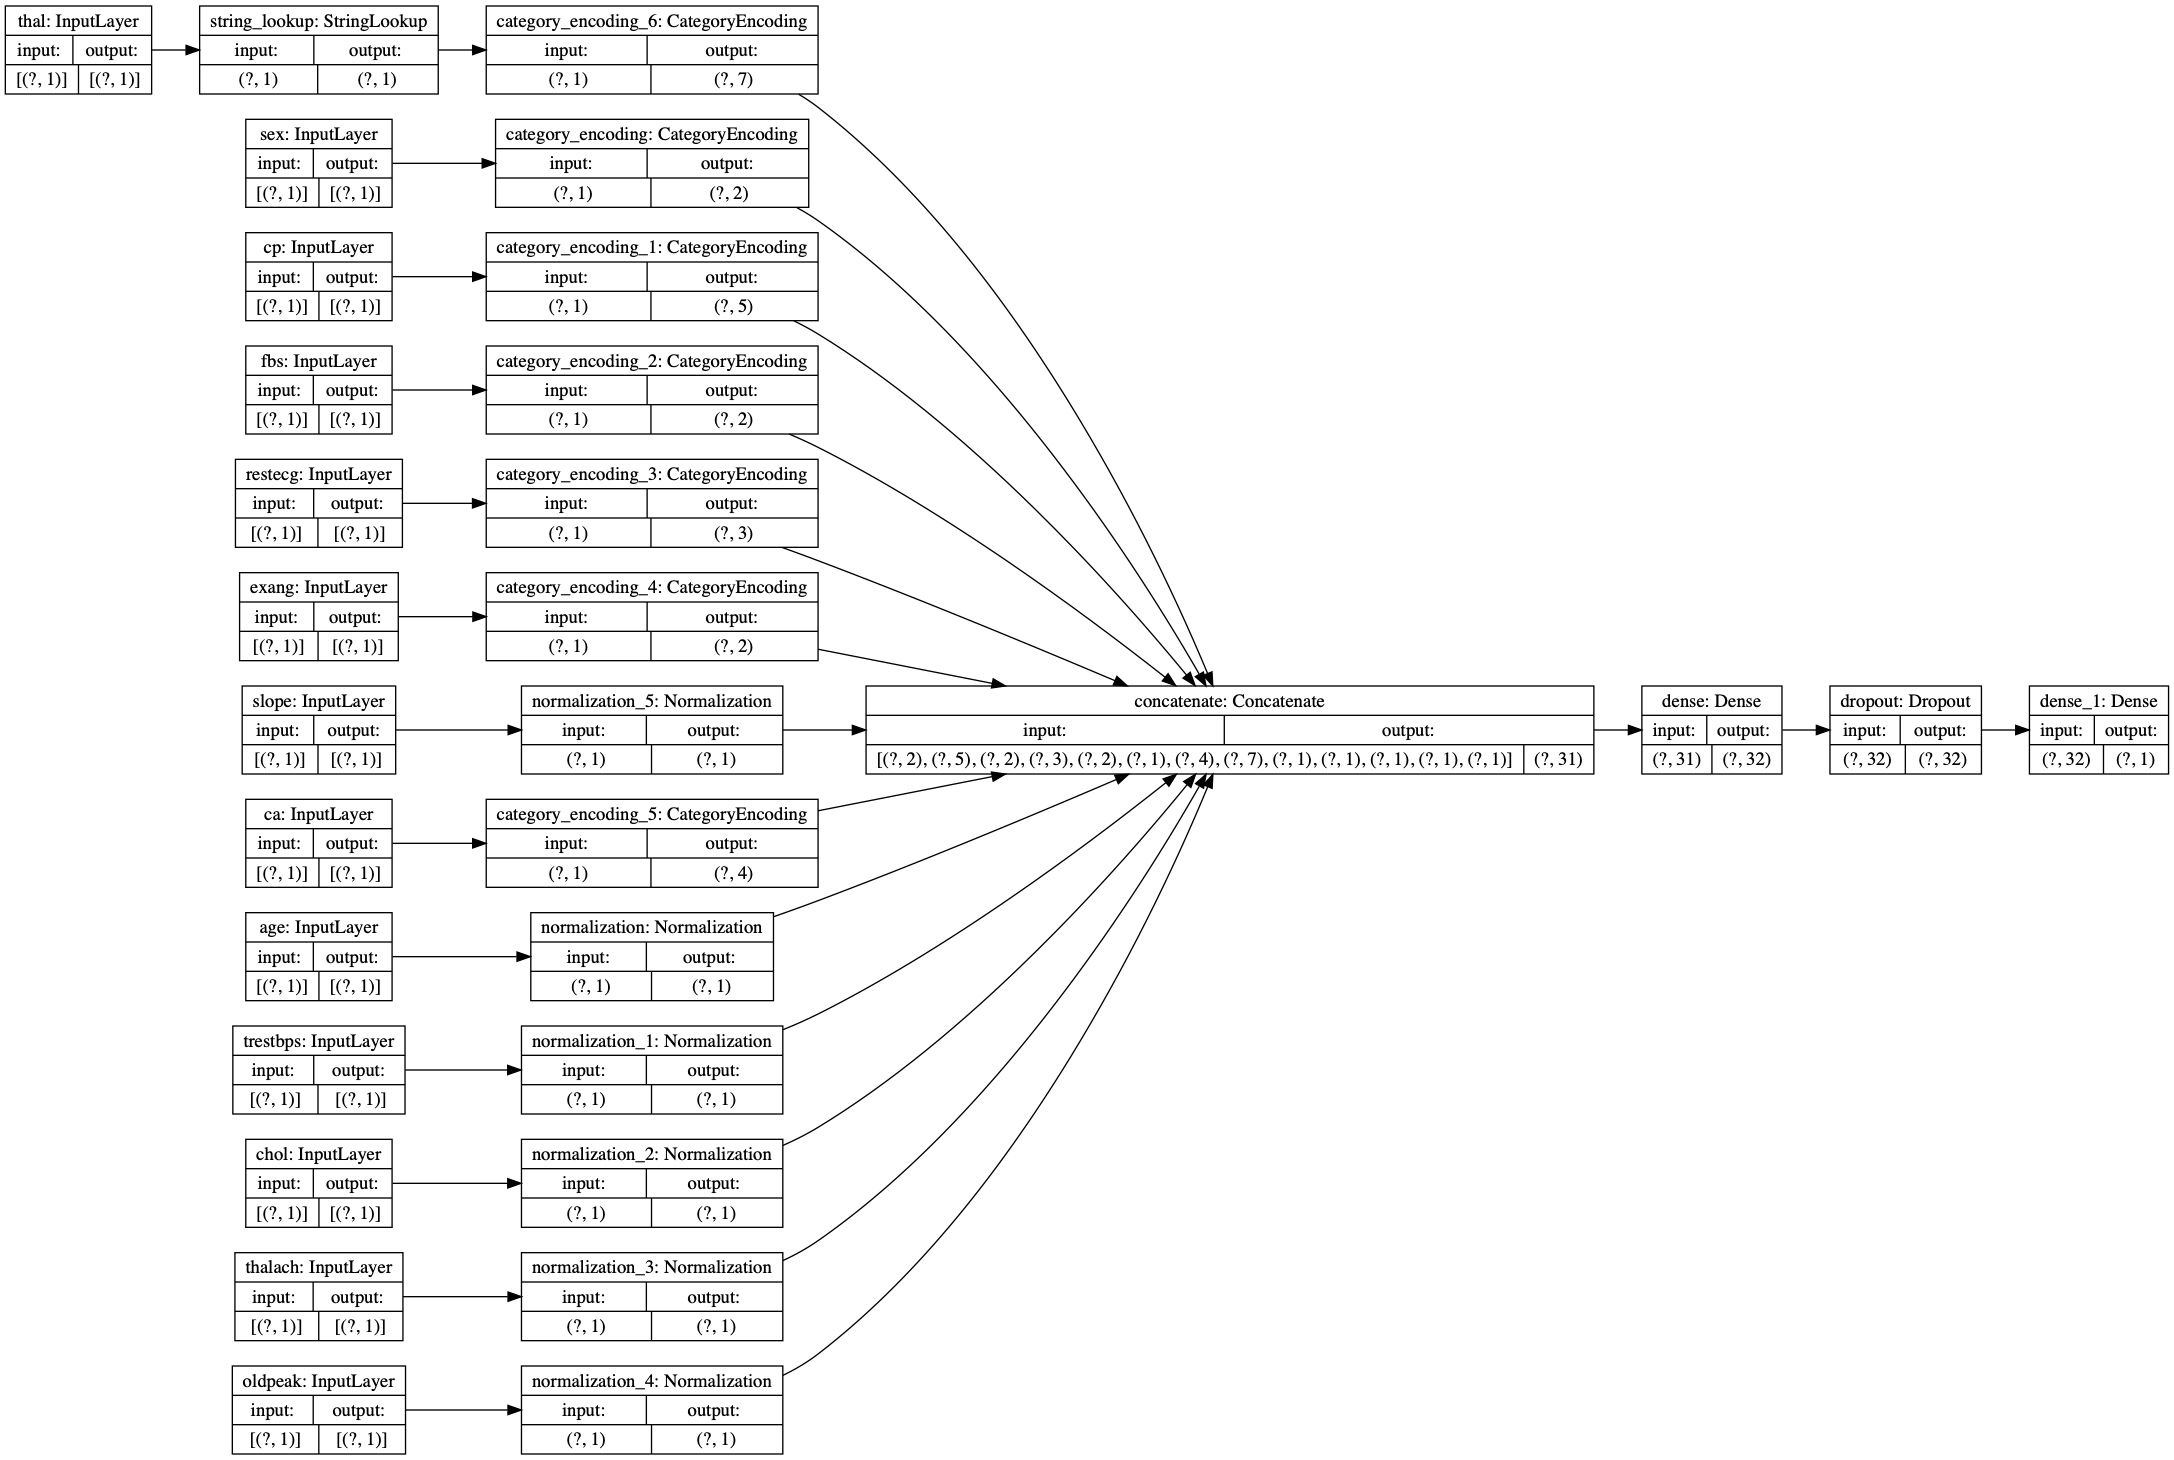 thal: InputLayer
input: output:
[(?, 1)] [(?, 1)]
string_lookup: StringLookup
input: output:
(?, 1) (?, 1)
category_encoding_6: CategoryEncoding
input: output:
(?, 1) (?, 7)
sex: InputLayer
input: output:
[(?, 1)] [(?, 1)]
category_encoding: CategoryEncoding
input: output:
(?, 1) (?, 2)
cp: InputLayer
input: output:
[(?, 1)] [(?, 1)]
category_encoding_1: CategoryEncoding
input: output:
(?, 1) (?, 5)
fbs: InputLayer
input: output:
[(?, 1)] [(?, 1)]
category_encoding_2: CategoryEncoding
input: output:
(?, 1) (?, 2)
restecg: InputLayer
input: output:
[(?, 1)] [(?, 1)]
category_encoding_3: CategoryEncoding
input: output:
(?, 1) (?, 3)
exang: InputLayer
input: output:
[(?, 1)] [(?, 1)]
category_encoding_4: CategoryEncoding
input: output:
(?, 1) (?, 2)
slope: InputLayer
input: output:
[(?, 1)] [(?, 1)]
normalization_5: Normalization
input: output:
(?, 1) (?, 1)
concatenate: Concatenate
input: output:
[(?, 2), (?, 5), (?, 2), (?, 3), (?, 2), (?, 1), (?, 4), (?, 7), (?, 1), (?, 1), (?, 1), (?, 1), (?, 1)] (?, 31)
dense: Dense
input: output:
(?, 31) (?, 32)
dropout: Dropout
input: output:
(?, 32) (?, 32)
dense_1: Dense
input: output:
(?, 32) (?, 1)
ca: InputLayer
input: output:
[(?, 1)] [(?, 1)]
category_encoding_5: CategoryEncoding
input: output:
(?, 1) (?, 4)
age: InputLayer
input: output:
[(?, 1)] [(?, 1)]
normalization: Normalization
input: output:
(?, 1) (?, 1)
trestbps: InputLayer
input: output:
[(?, 1)] [(?, 1)]
normalization_1: Normalization
input: output:
(?, 1) (?, 1)
chol: InputLayer
input: output:
[(?, 1)] [(?, 1)]
normalization_2: Normalization
input: output:
(?, 1) (?, 1)
thalach: InputLayer
input: output:
[(?, 1)] [(?, 1)]
normalization_3: Normalization
input: output:
(?, 1) (?, 1)
oldpeak: InputLayer
input: output:
[(?, 1)] [(?, 1)]
normalization_4: Normalization
input: output:
(?, 1) (?, 1)